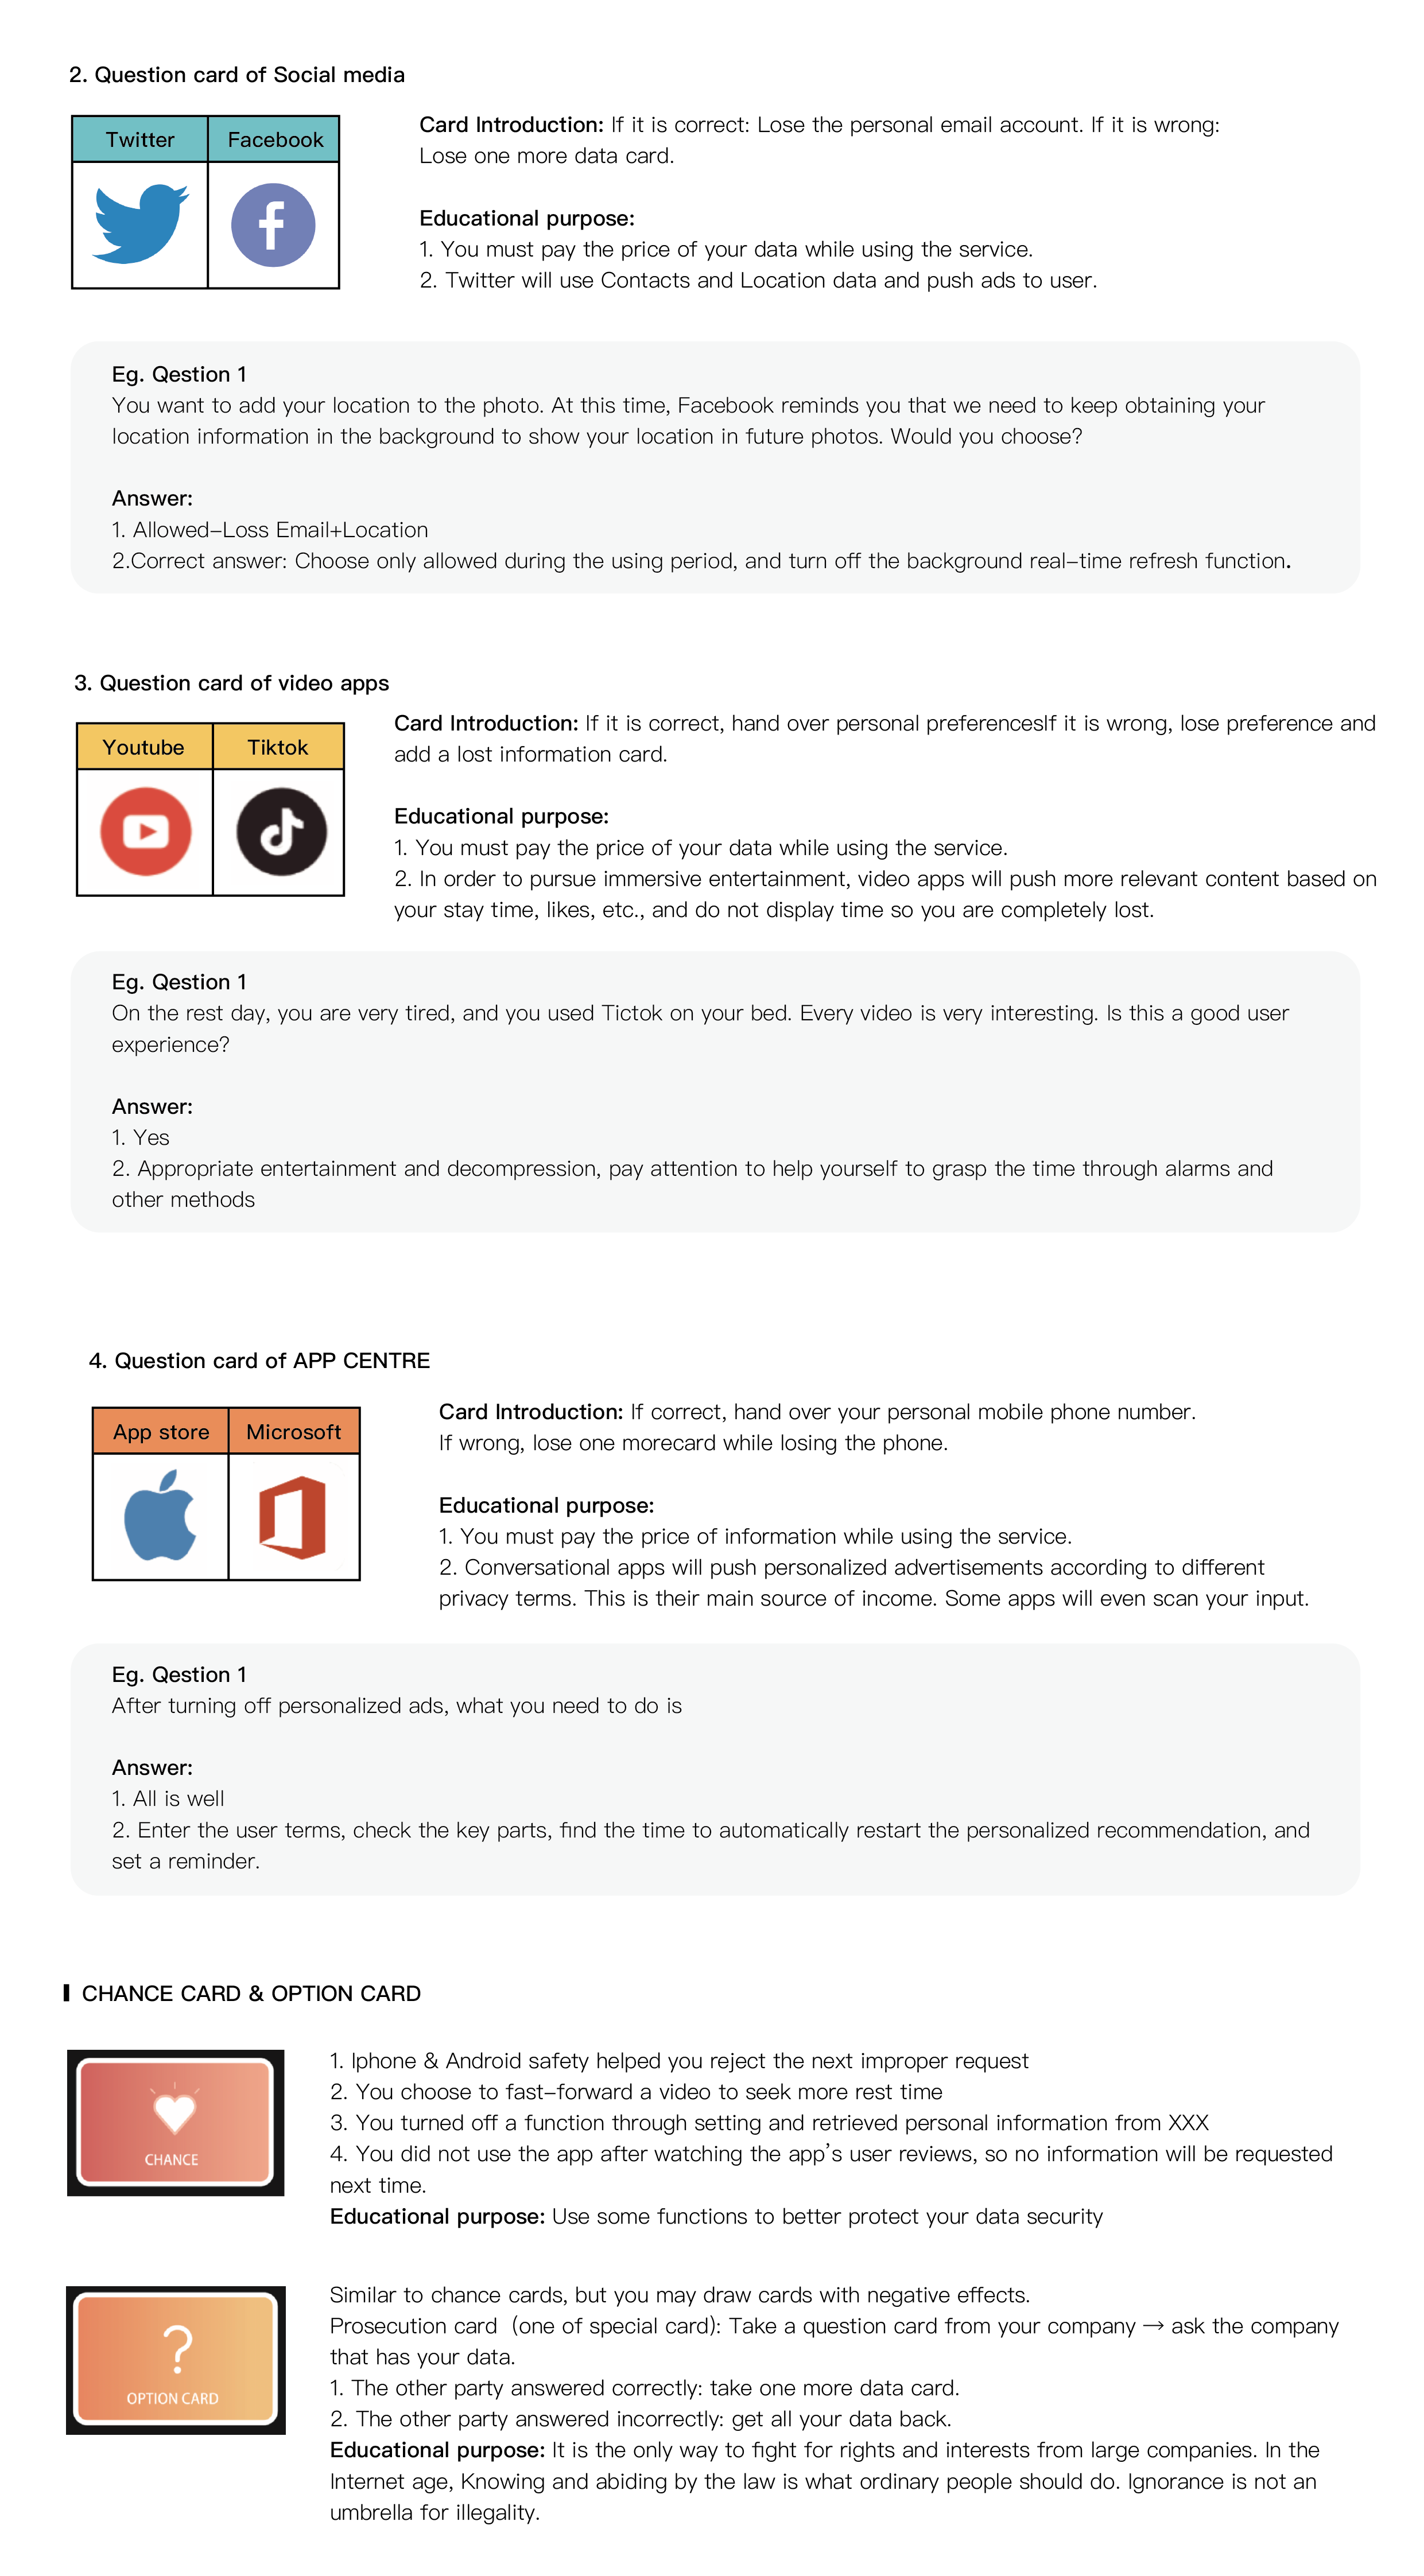 2. Question card of Social media
Twitter
Facebook
Card Introduction: If it is correct: Lose the personal email account. If it is wrong:
Lose one more data card.
Educational purpose:
1. You must pay the price of your data while using the service.
2. Twitter will use Contacts and Location data and push ads to user.
Eg. Qestion 1
You want to add your location to the photo. At this time, Facebook reminds you that we need to keep obtaining your
location information in the background to show your location in future photos. Would you choose?
Answer:
1. Allowed-Loss Email+Location
2.Correct answer: Choose only allowed during the using period, and turn off the background real-time refresh function.
3. Question card of video apps
Youtube
Tiktok
Card Introduction: If it is correct, hand over personal preferencesIf it is wrong, lose preference and
add a lost information card.
Educational purpose:
1. You must pay the price of your data while using the service.
2. In order to pursue immersive entertainment, video apps will push more relevant content based on
your stay time, likes, etc., and do not display time so you are completely lost.
Eg. Qestion 1
On the rest day, you are very tired, and you used Tictok on your bed. Every video is very interesting. Is this a good user
experience?
Answer:
1. Yes
2. Appropriate entertainment and decompression, pay attention to help yourself to grasp the time through alarms and
other methods
4. Question card of APP CENTRE
App store
Microsoft
Card Introduction: If correct, hand over your personal mobile phone number.
If wrong, lose one morecard while losing the phone.
Educational purpose:
1. You must pay the price of information while using the service.
2. Conversational apps will push personalized advertisements according to different
privacy terms. This is their main source of income. Some apps will even scan your input.
Eg. Qestion 1
After turning off personalized ads, what you need to do is
Answer:
1. All is well
2. Enter the user terms, check the key parts, find the time to automatically restart the personalized recommendation, and
set a reminder.
CHANCE CARD & OPTION CARD
CHANCE
1. Iphone & Android safety helped you reject the next improper request
2. You choose to fast-forward a video to seek more rest time
3. You turned off a function through setting and retrieved personal information from XXX
4. You did not use the app after watching the app's user reviews, so no information will be requested
next time.
Educational purpose: Use some functions to better protect your data security
?
OPTION CARD
Similar to chance cards, but you may draw cards with negative effects.
Prosecution card (one of special card): Take a question card from your company → ask the company
that has your data.
1. The other party answered correctly: take one more data card.
2. The other party answered incorrectly: get all your data back.
Educational purpose: It is the only way to fight for rights and interests from large companies. In the
Internet age, Knowing and abiding by the law is what ordinary people should do. Ignorance is not an
umbrella for illegality.